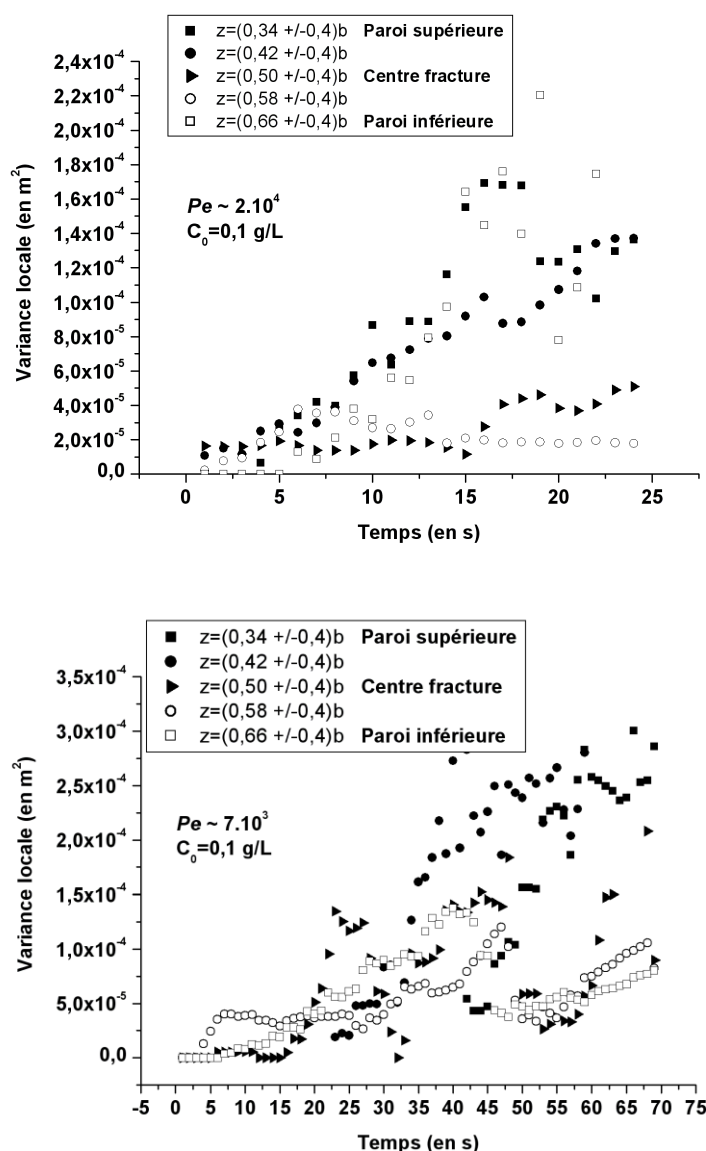 z=(0,34 +/-0,4)b Paroi supérieure
z=(0,42 +/-0,4)b
z=(0,50 +/-0,4)b Centre fracture
z=(0,58 +/-0,4)b
z=(0,66 +/-0,4)b Paroi inférieure
2,4x10⁻⁴
2,2x10⁻⁴
1,8x10⁻⁴
1,6x10⁻⁴
1,4x10⁻⁴
1,2x10⁻⁴
1,0x10⁻⁴
8,0x10⁻⁵
6,0x10⁻⁵
4,0x10⁻⁵
2,0x10⁻⁵
0,0
Variance locale (en m²)
Pe ~ 2.10⁴
C₀=0,1 g/L
0 5 10 15 20 25
Temps (en s)
z=(0,34 +/-0,4)b Paroi supérieure
z=(0,42 +/-0,4)b
z=(0,50 +/-0,4)b Centre fracture
z=(0,58 +/-0,4)b
z=(0,66 +/-0,4)b Paroi inférieure
3,5x10⁻⁴
3,0x10⁻⁴
2,5x10⁻⁴
2,0x10⁻⁴
1,5x10⁻⁴
1,0x10⁻⁴
5,0x10⁻⁵
0,0
Variance locale (en m²)
Pe ~ 7.10³
C₀=0,1 g/L
-5 0 5 10 15 20 25 30 35 40 45 50 55 60 65 70 75
Temps (en s)